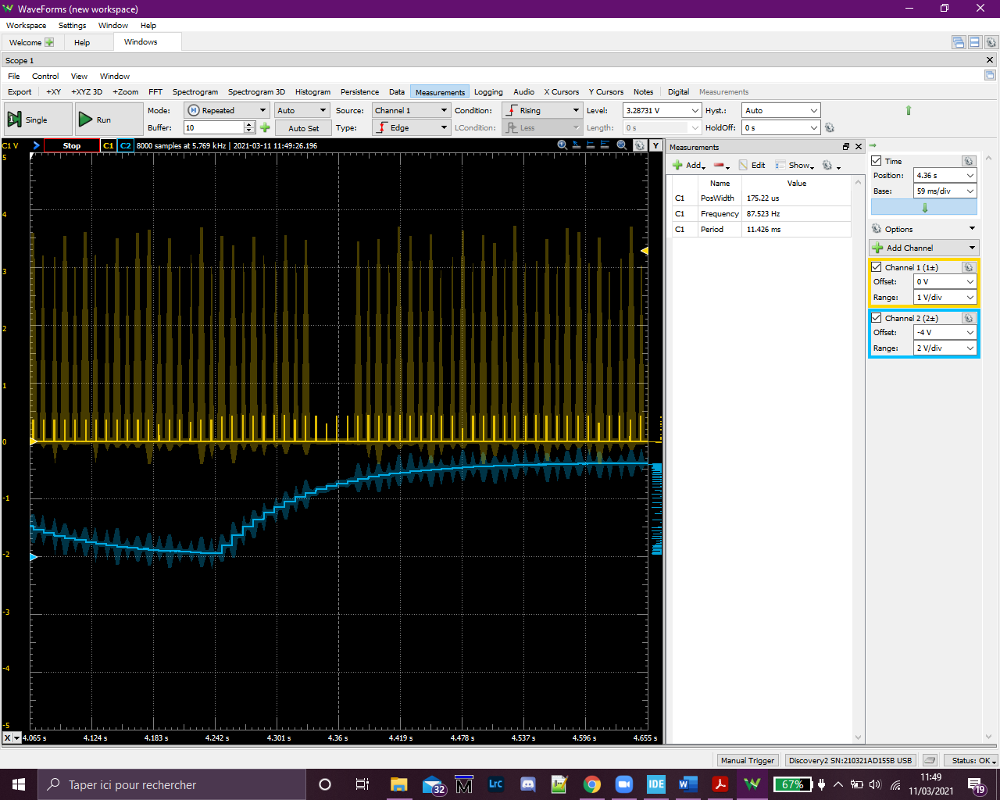 WaveForms (new workspace)
Workspace Settings Window Help
Welcome Help Windows
Scope 1
File Control View Window
Export +XY +XYZ 3D +Zoom FFT Spectrogram Spectrogram 3D Histogram Persistence Data Measurements Logging Audio X Cursors Y Cursors Notes Digital Measurements
Single Run Mode: Repeated Auto Source: Channel 1 Condition: Rising Level: 3.28731 V Hyst.: Auto
Buffer: 10 Auto Set Type: Edge LCondition: Less Length: 0 s HoldOff: 0 s
C1 V Stop C1 C2 8000 samples at 5.769 kHz | 2021-03-11 11:49:26.196 Y
5
4
3
2
1
0
-1
-2
-3
-4
-5
X 4.065 s 4.124 s 4.183 s 4.242 s 4.301 s 4.36 s 4.419 s 4.478 s 4.537 s 4.596 s 4.655 s
Measurements
Add Edit Show
Name Value
C1 PosWidth 175.22 us
C1 Frequency 87.523 Hz
C1 Period 11.426 ms
Time
Position: 4.36 s
Base: 59 ms/div
Options
Add Channel
Channel 1 (1±)
Offset: 0 V
Range: 1 V/div
Channel 2 (2±)
Offset: -4 V
Range: 2 V/div
Manual Trigger Discovery2 SN:210321AD155B USB Status: OK
Taper ici pour rechercher 32 Lrc IDE 67% 11:49 19
11/03/2021